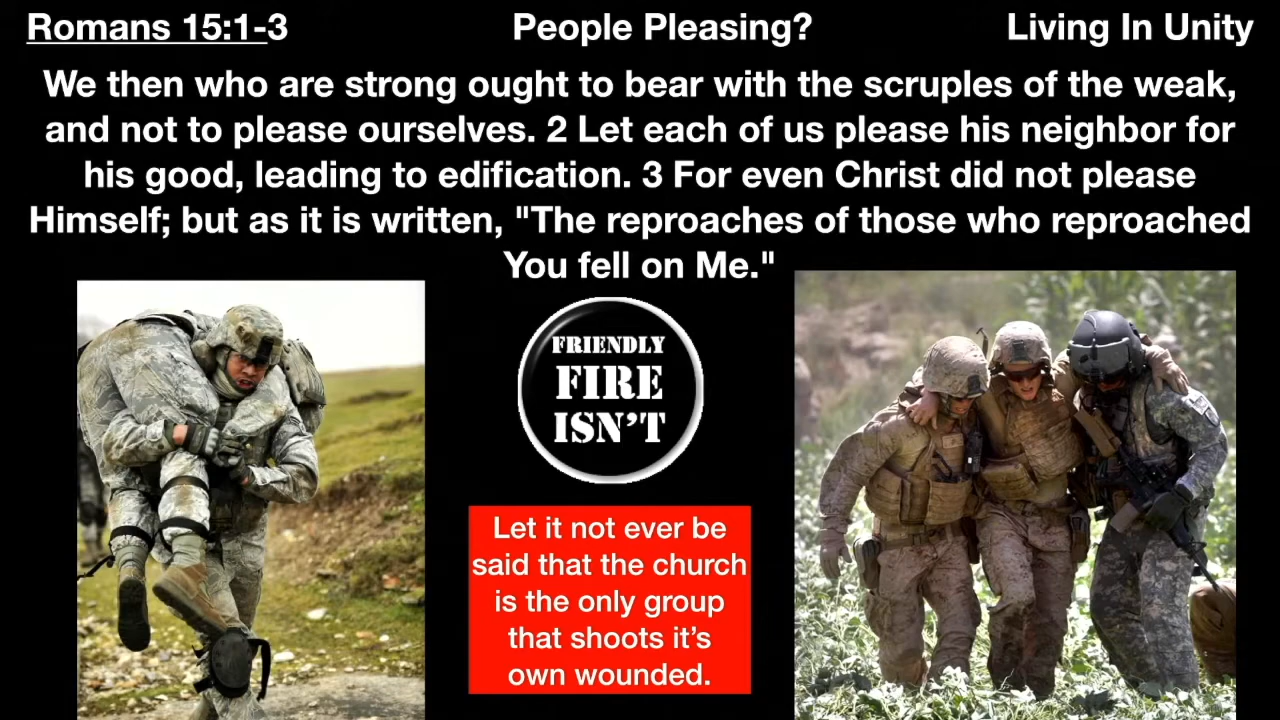 Romans 15:1-3
People Pleasing?
Living In Unity
We then who are strong ought to bear with the scruples of the weak,
and not to please ourselves. 2 Let each of us please his neighbor for
his good, leading to edification. 3 For even Christ did not please
Himself; but as it is written, "The reproaches of those who reproached
You fell on Me."
FRIENDLY
FIRE
ISN'T
Let it not ever be
said that the church
is the only group
that shoots it’s
own wounded.